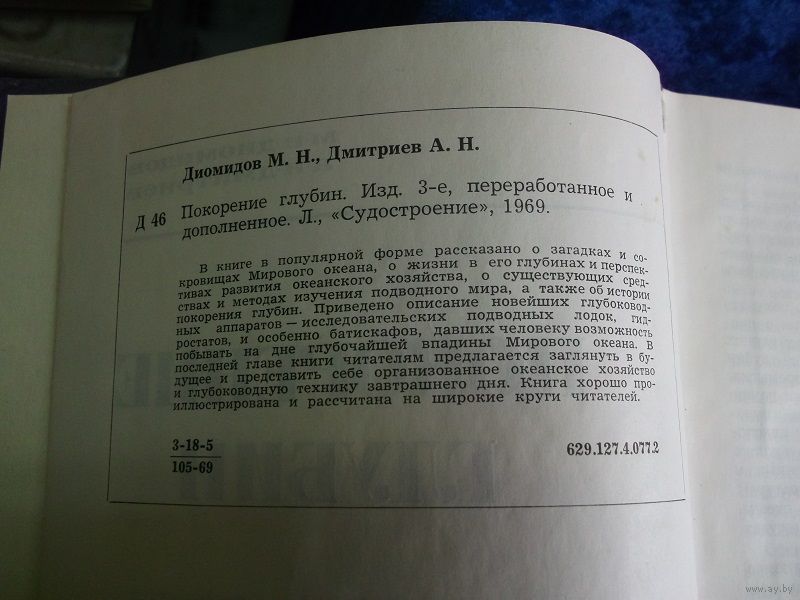 Диомидов М. Н., Дмитриев А. Н.
Д 46 Покорение глубин. Изд. 3-е, переработанное и
дополненное. Л., «Судостроение», 1969.
В книге в популярной форме рассказано о загадках и со-
кровищах Мирового океана, о жизни в его глубинах и перспек-
тивах развития океанского хозяйства, о существующих сред-
ствах и методах изучения подводного мира, а также об истории
покорения глубин. Приведено описание новейших глубоковод-
ных аппаратов — исследовательских подводных лодок, гид-
ростатов, и особенно батискафов, давших человеку возможность
побывать на дне глубочайшей впадины Мирового океана. В
последней главе книги читателям предлагается заглянуть в бу-
дущее и представить себе организованное океанское хозяйство
и глубоководную технику завтрашнего дня. Книга хорошо про-
иллюстрирована и рассчитана на широкие круги читателей.
3-18-5
105-69
629.127.4.077.2
www.ay.by